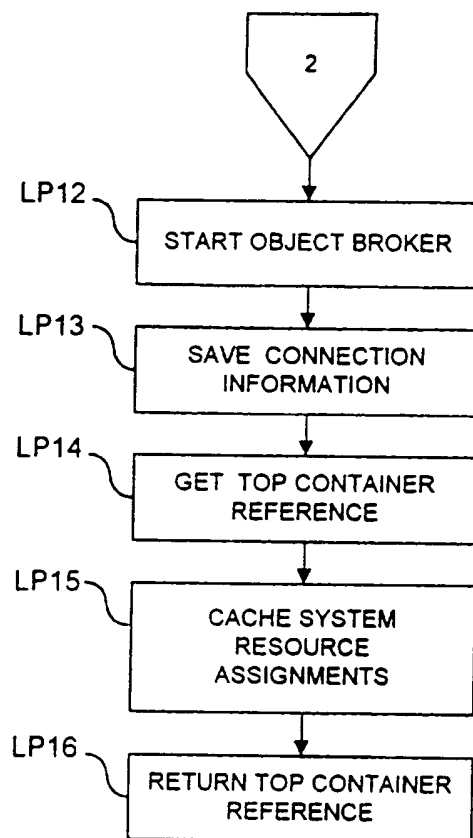 2
LP12
START OBJECT BROKER
LP13
SAVE CONNECTION
INFORMATION
LP14
GET TOP CONTAINER
REFERENCE
LP15
CACHE SYSTEM
RESOURCE
ASSIGNMENTS
LP16
RETURN TOP CONTAINER
REFERENCE